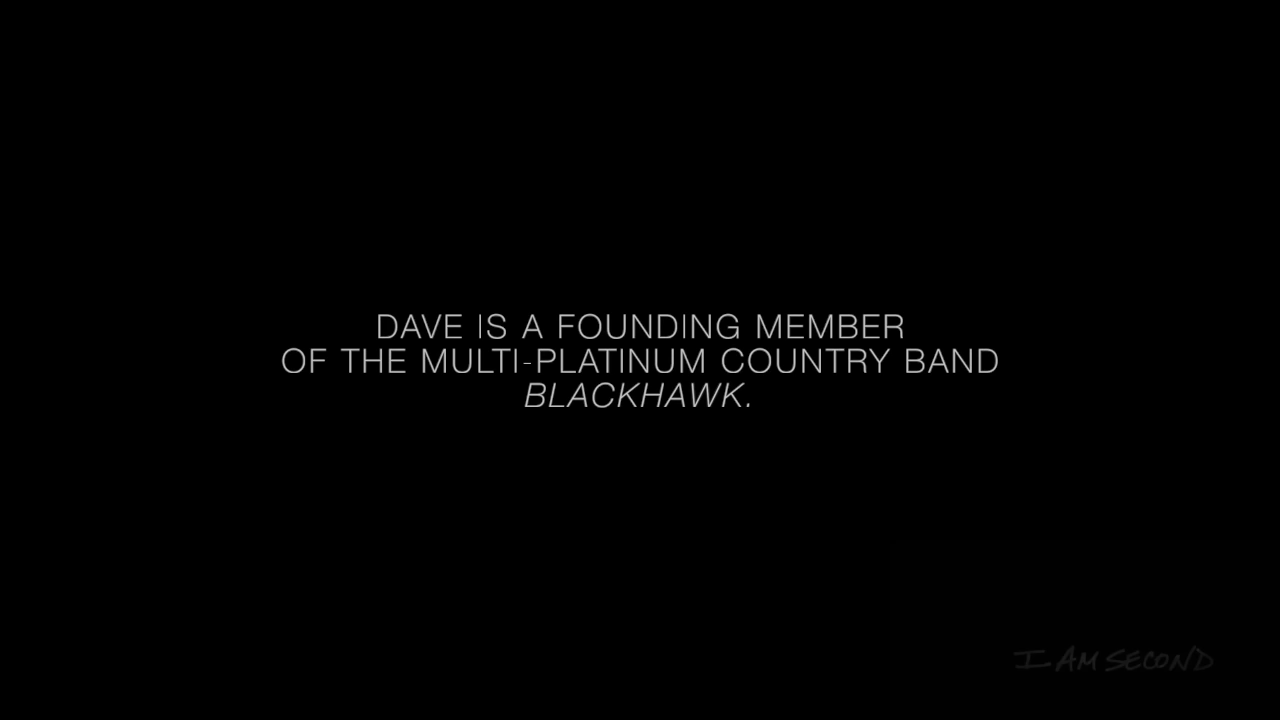 DAVE IS A FOUNDING MEMBER
OF THE MULTI-PLATINUM COUNTRY BAND
BLACKHAWK.
I AM SECOND